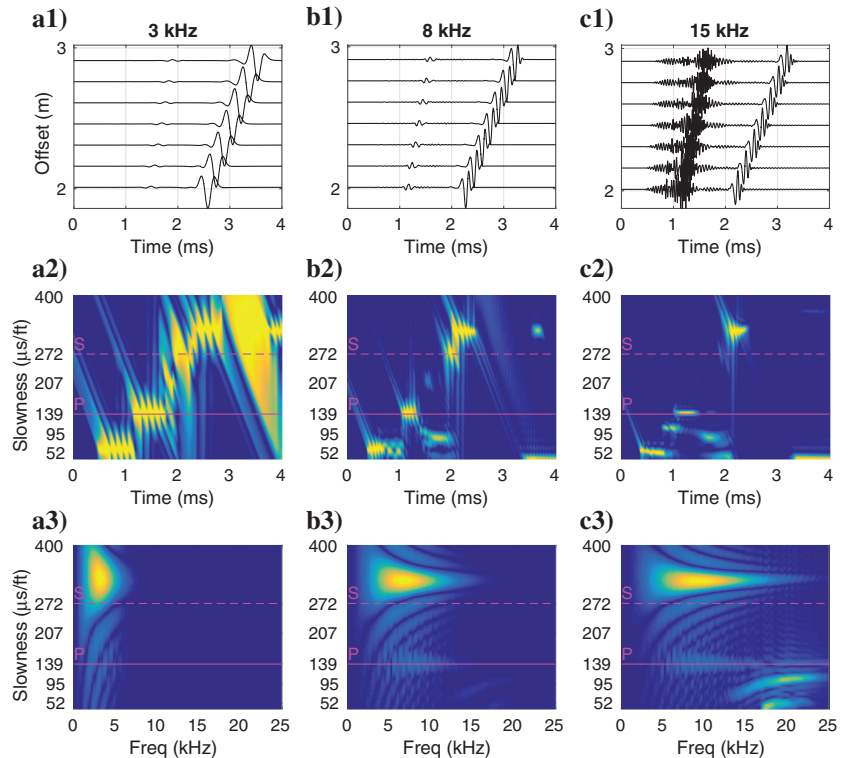 a1) b1) c1)
3 kHz 8 kHz 15 kHz
Offset (m)
3
2
0 1 2 3 4
Time (ms)
3
2
0 1 2 3 4
Time (ms)
3
2
0 1 2 3 4
Time (ms)
a2) b2) c2)
Slowness (μs/ft)
400
272
207
139
95
52
S
P
0 1 2 3 4
Time (ms)
400
272
207
139
95
52
S
P
0 1 2 3 4
Time (ms)
400
272
207
139
95
52
S
P
0 1 2 3 4
Time (ms)
a3) b3) c3)
Slowness (μs/ft)
400
272
207
139
95
52
S
P
0 5 10 15 20 25
Freq (kHz)
400
272
207
139
95
52
S
P
0 5 10 15 20 25
Freq (kHz)
400
272
207
139
95
52
S
P
0 5 10 15 20 25
Freq (kHz)